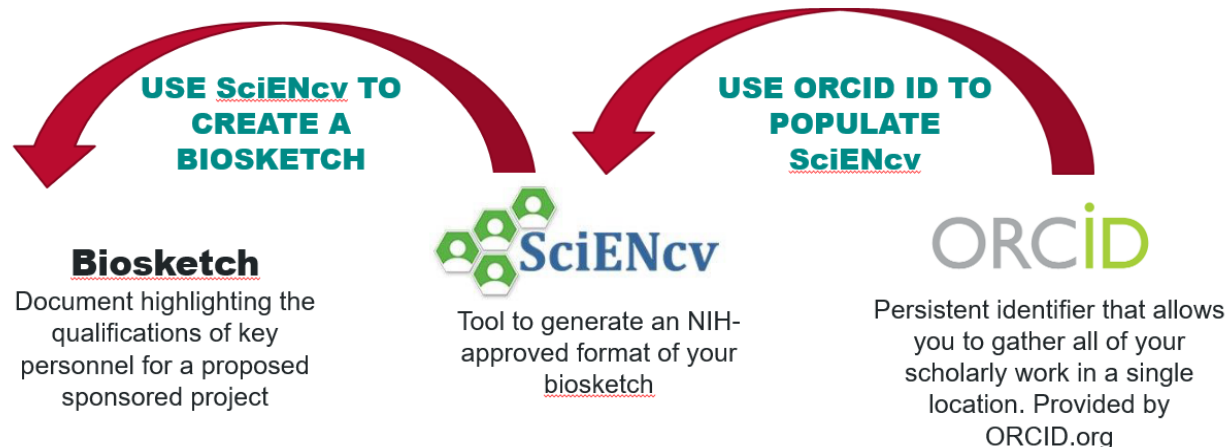 USE SciENcv TO
CREATE A
BIOSKETCH
USE ORCID ID TO
POPULATE
SciENcv
Biosketch
Document highlighting the
qualifications of key
personnel for a proposed
sponsored project
SciENcv
Tool to generate an NIH-
approved format of your
biosketch
ORCiD
Persistent identifier that allows
you to gather all of your
scholarly work in a single
location. Provided by
ORCID.org